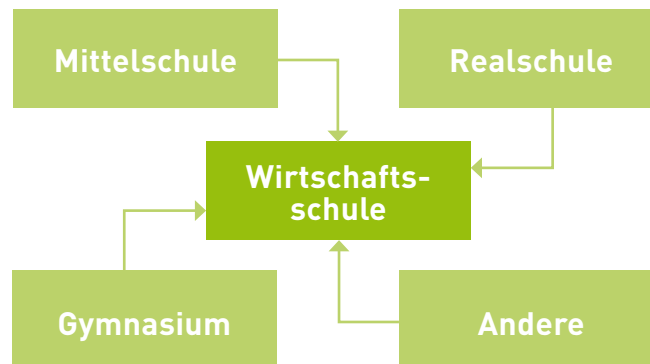 Mittelschule
Realschule
Wirtschafts-
schule
Gymnasium
Andere